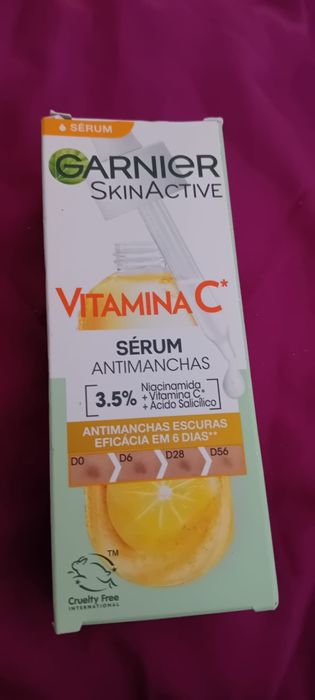 SÉRUM
GARNIER
SKINACTIVE
VITAMINA C*
SÉRUM
ANTIMANCHAS
3.5% Niacinamida
+ Vitamina C*
+ Ácido Salicílico
ANTIMANCHAS ESCURAS
EFICÁCIA EM 6 DIAS**
D0 D6 D28 D56
TM
Cruelty Free
INTERNATIONAL